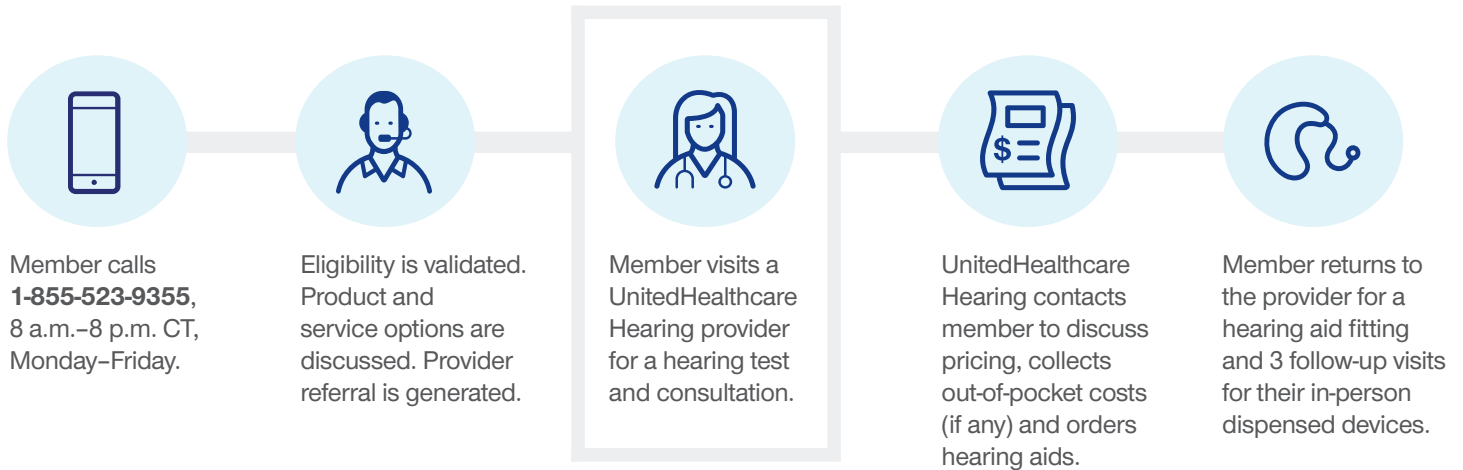 $
Member calls
1-855-523-9355,
8 a.m.–8 p.m. CT,
Monday–Friday.
Eligibility is validated.
Product and
service options are
discussed. Provider
referral is generated.
Member visits a
UnitedHealthcare
Hearing provider
for a hearing test
and consultation.
UnitedHealthcare
Hearing contacts
member to discuss
pricing, collects
out-of-pocket costs
(if any) and orders
hearing aids.
Member returns to
the provider for a
hearing aid fitting
and 3 follow-up visits
for their in-person
dispensed devices.